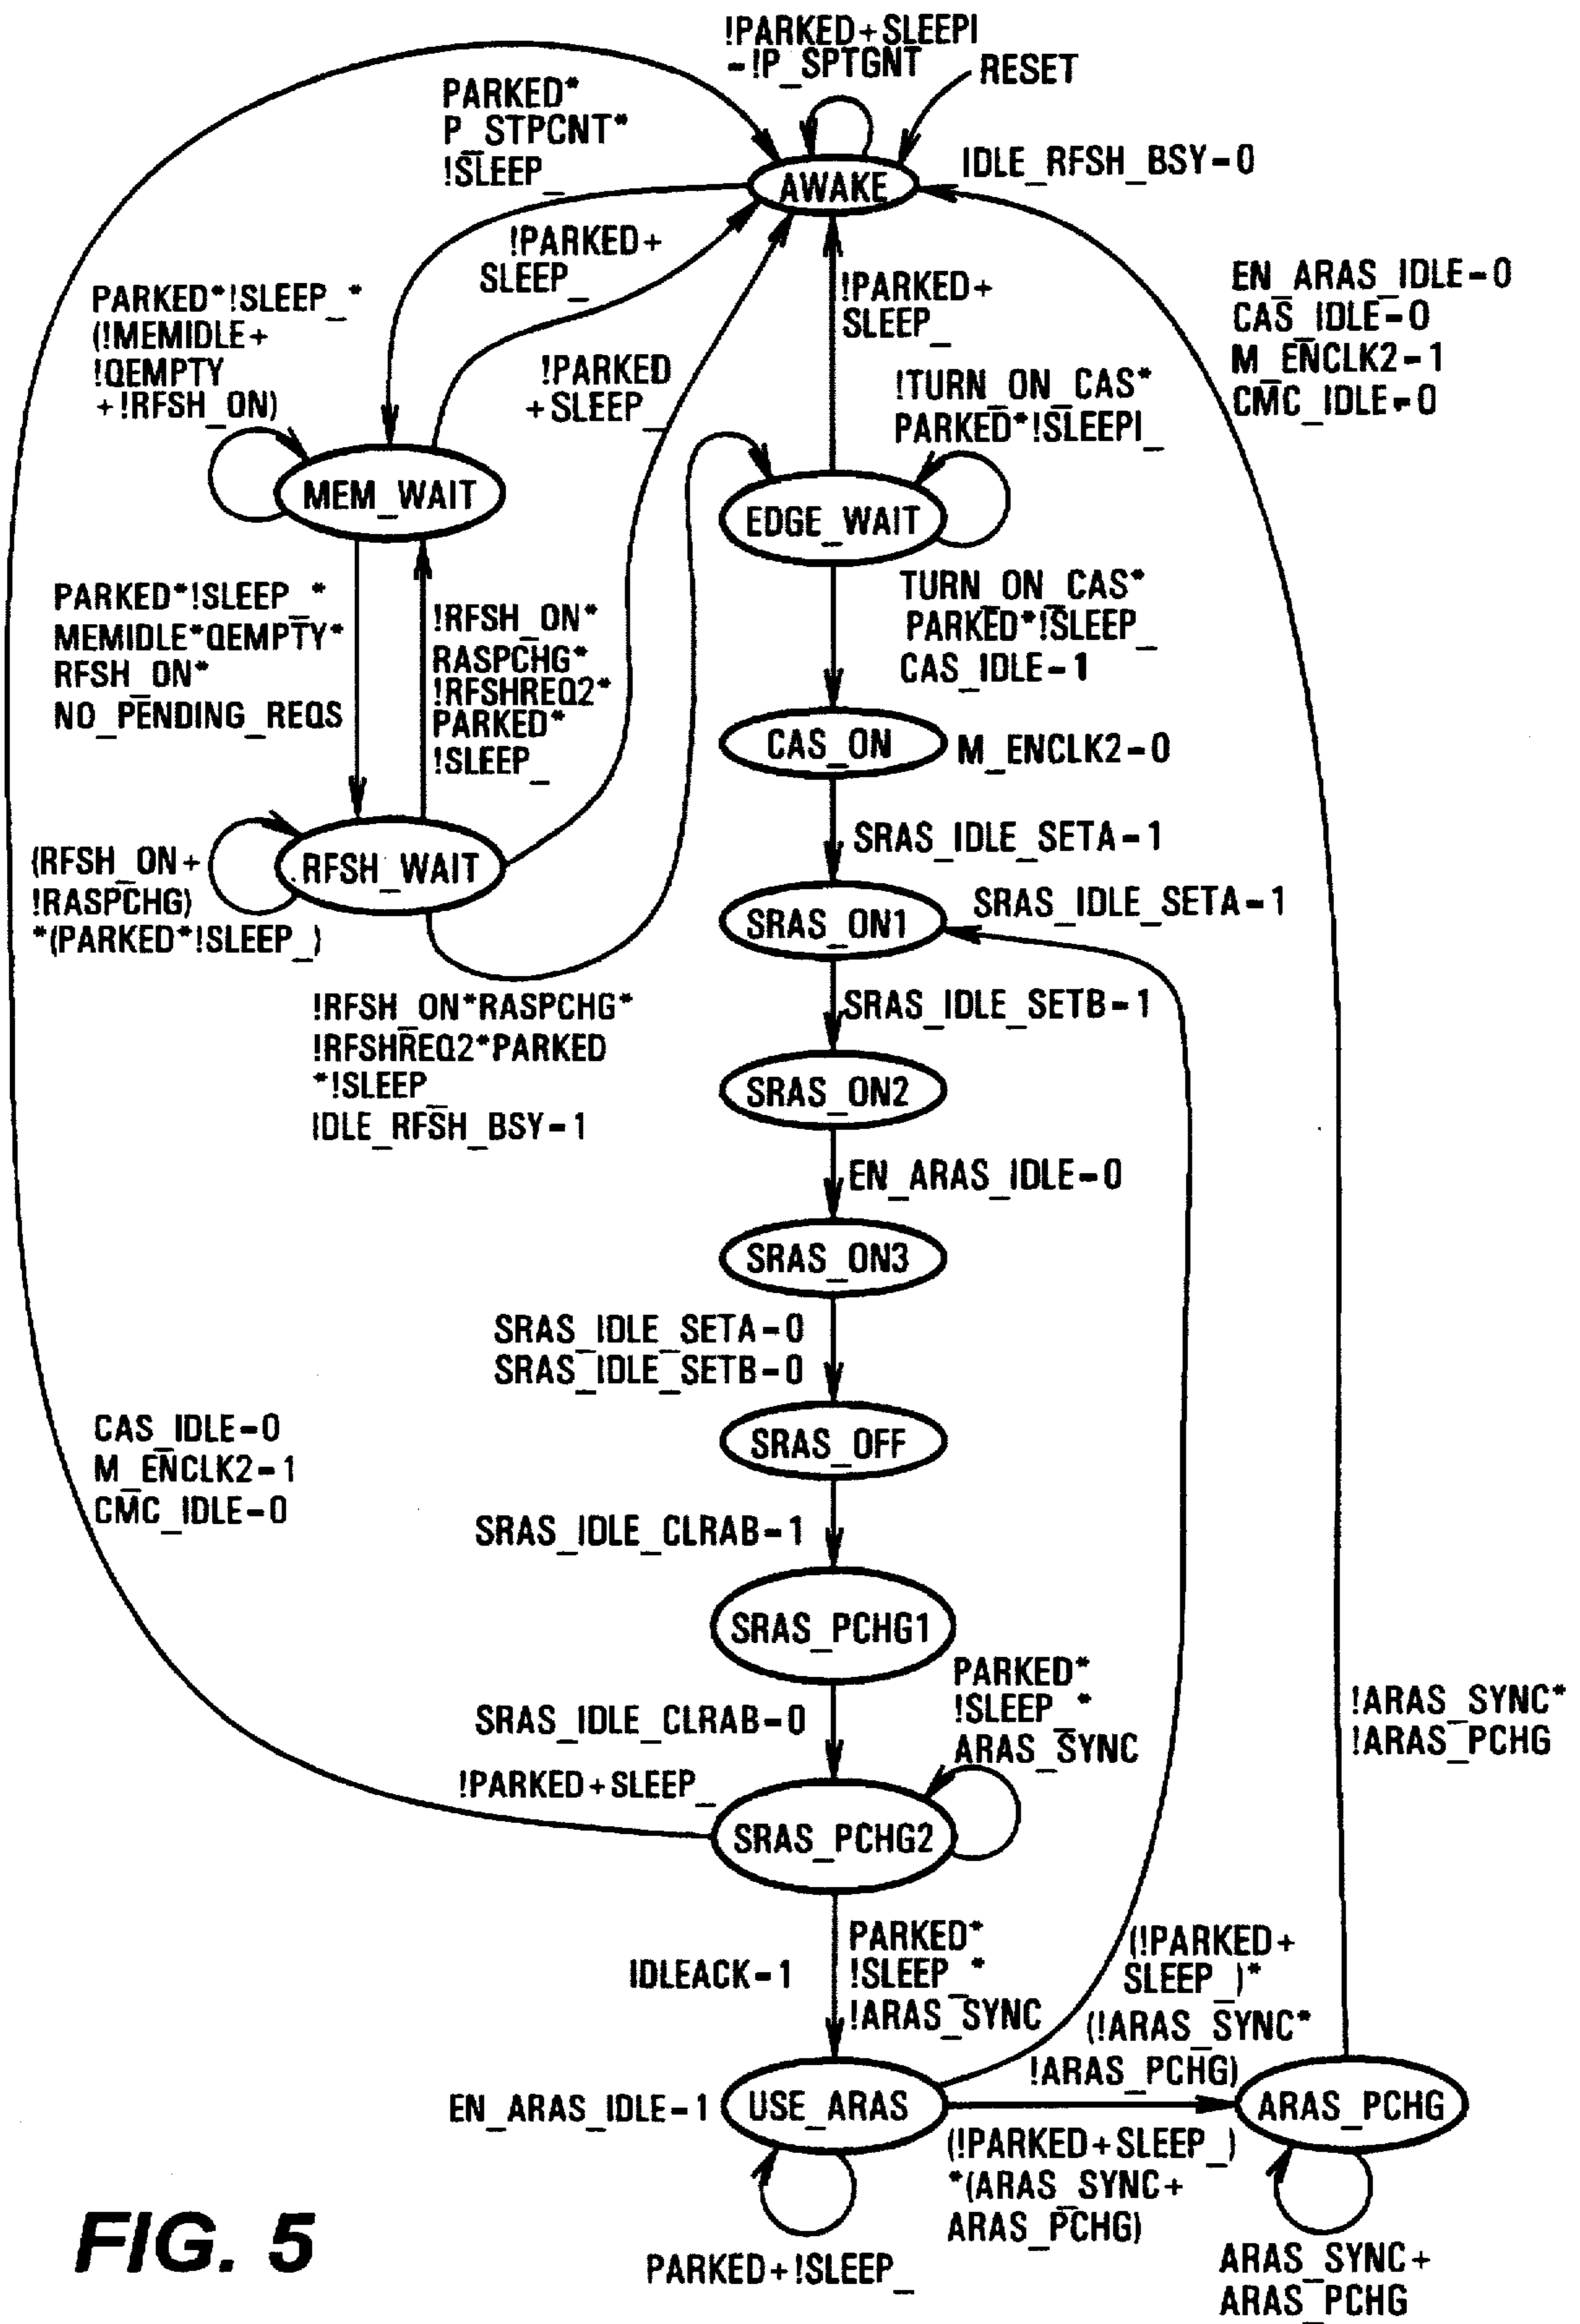 !PARKED+SLEEPI
-!P_SPTGNT
RESET
PARKED*
P_STPCNT*
!SLEEP_
AWAKE
IDLE_RFSH_BSY-0
!PARKED+
SLEEP_
!PARKED+
SLEEP_
EN_ARAS_IDLE-0
CAS_IDLE-0
M_ENCLK2-1
CMC_IDLE-0
PARKED*!SLEEP_*
(!MEMIDLE+
!QEMPTY
+!RFSH_ON)
!PARKED
+SLEEP_
!TURN_ON_CAS*
PARKED*!SLEEPI_
MEM_WAIT
EDGE_WAIT
PARKED*!SLEEP_*
MEMIDLE*QEMPTY*
RFSH_ON*
NO_PENDING_REQS
!RFSH_ON*
RASPCHG*
!RFSHREQ2*
PARKED*
!SLEEP_
TURN_ON_CAS*
PARKED*!SLEEP_
CAS_IDLE-1
CAS_ON
M_ENCLK2-0
SRAS_IDLE_SETA-1
(RFSH_ON+
!RASPCHG)
*(PARKED*!SLEEP_)
RFSH_WAIT
SRAS_ON1
SRAS_IDLE_SETA-1
!RFSH_ON*RASPCHG*
!RFSHREQ2*PARKED
*!SLEEP_
IDLE_RFSH_BSY-1
SRAS_IDLE_SETB-1
SRAS_ON2
EN_ARAS_IDLE-0
SRAS_ON3
SRAS_IDLE_SETA-0
SRAS_IDLE_SETB-0
SRAS_OFF
CAS_IDLE-0
M_ENCLK2-1
CMC_IDLE-0
SRAS_IDLE_CLRAB-1
SRAS_PCHG1
SRAS_IDLE_CLRAB-0
PARKED*
!SLEEP_*
ARAS_SYNC
!ARAS_SYNC*
!ARAS_PCHG
!PARKED+SLEEP_
SRAS_PCHG2
IDLEACK-1
PARKED*
!SLEEP_*
!ARAS_SYNC
(!PARKED+
SLEEP_)*
(!ARAS_SYNC*
!ARAS_PCHG)
EN_ARAS_IDLE-1
USE_ARAS
ARAS_PCHG
(!PARKED+SLEEP_)
*(ARAS_SYNC+
ARAS_PCHG)
PARKED+!SLEEP_
ARAS_SYNC+
ARAS_PCHG
FIG. 5